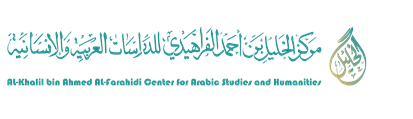 مركز الخليل بن أحمد الفراهيدي للدراسات العربية والإنسانية
الخليل
AL-Khalil bin Ahmed AL-Farahidi Center for Arabic Studies and Humanities